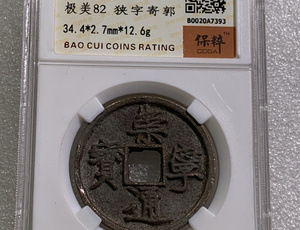 极美82 狭字寄郭
34.4*2.7mm*12.6g
BAO CUI COINS RATING
B0020A7393
保粹
CODA
崇寧通寶